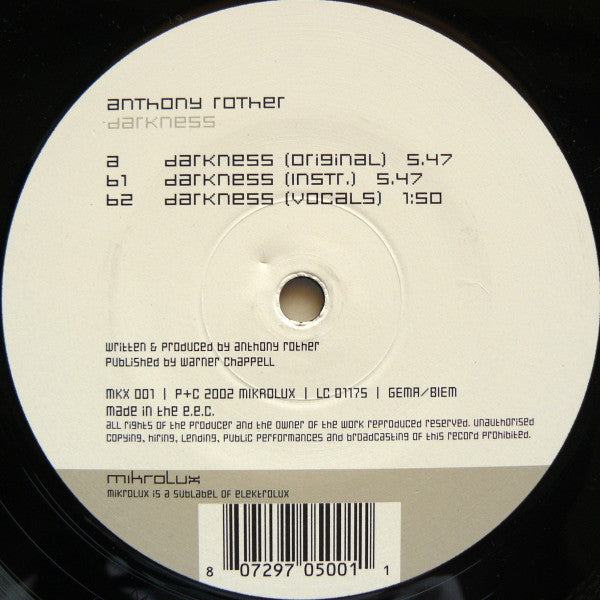 anthony rother
darkness
a darkness (original) 5.47
b1 darkness (instr.) 5.47
b2 darkness (vocals) 1:50
written & produced by anthony rother
published by warner chappell
MKX 001 | P+C 2002 MIKROLUX | LC 01175 | GEMA/BIEM
made in the e.e.c.
all rights of the producer and the owner of the work reproduced reserved. unauthorised
copying, hiring, lending, public performances and broadcasting of this record prohibited.
mikrolux
mikrolux is a sublabel of elektrolux
8 07297 05001 1